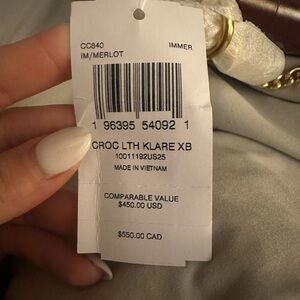 CC840 IMMER
IM/MERLOT
1 96395 54092 1
CROC LTH KLARE XB
10011192US25
MADE IN VIETNAM
COMPARABLE VALUE
$450.00 USD
$550.00 CAD